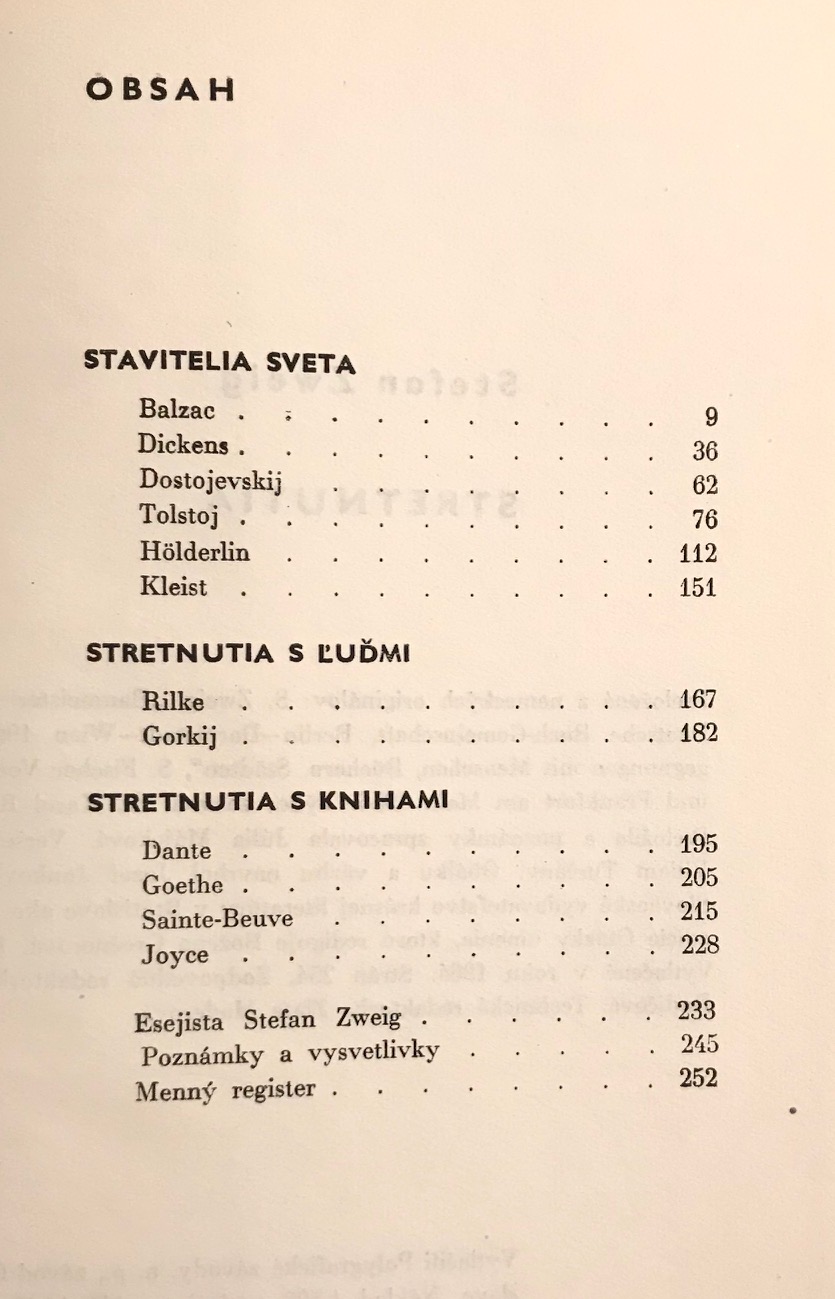 OBSAH
STAVITELIA SVETA
Balzac . . . . . . . . . . 9
Dickens . . . . . . . . . . 36
Dostojevskij . . . . . . . . 62
Tolstoj . . . . . . . . . . 76
Hölderlin . . . . . . . . . 112
Kleist . . . . . . . . . . 151
STRETNUTIA S ĽUĎMI
Rilke . . . . . . . . . . 167
Gorkij . . . . . . . . . . 182
STRETNUTIA S KNIHAMI
Dante . . . . . . . . . . 195
Goethe . . . . . . . . . . 205
Sainte-Beuve . . . . . . . . 215
Joyce . . . . . . . . . . 228
Esejista Stefan Zweig . . . . . . 233
Poznámky a vysvetlivky . . . . . 245
Menný register . . . . . . . . 252